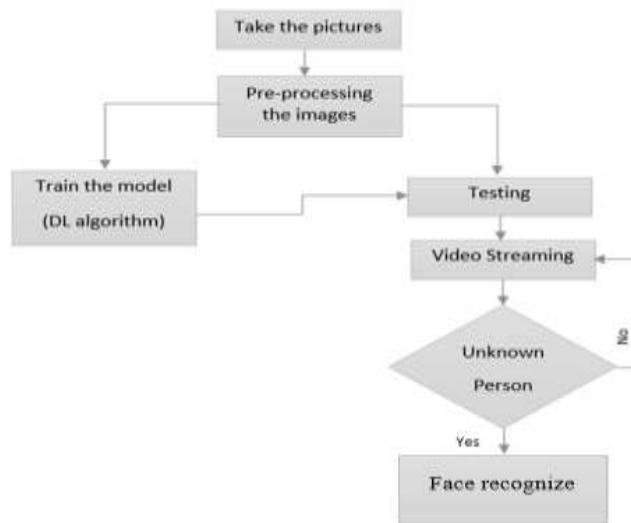 Take the pictures
Pre-processing
the images
Train the model
(DL algorithm)
Testing
Video Streaming
Unknown
Person
No
Yes
Face recognize